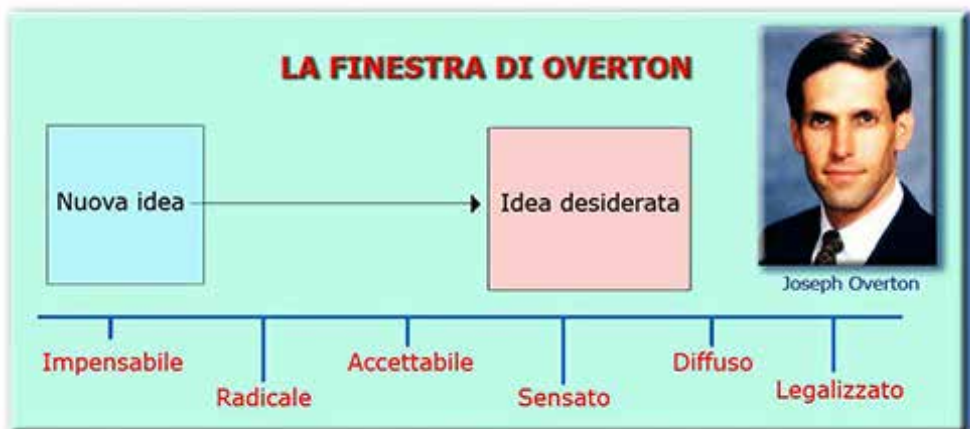 LA FINESTRA DI OVERTON
Nuova idea
Idea desiderata
Joseph Overton
Impensabile
Radicale
Accettabile
Sensato
Diffuso
Legalizzato